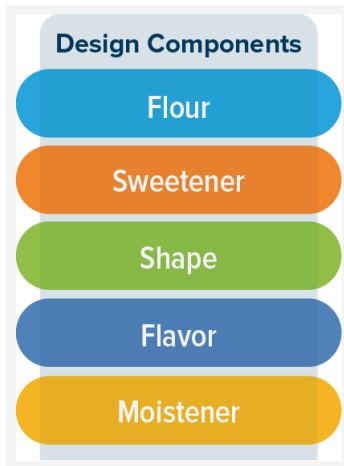 Design Components
Flour
Sweetener
Shape
Flavor
Moistener